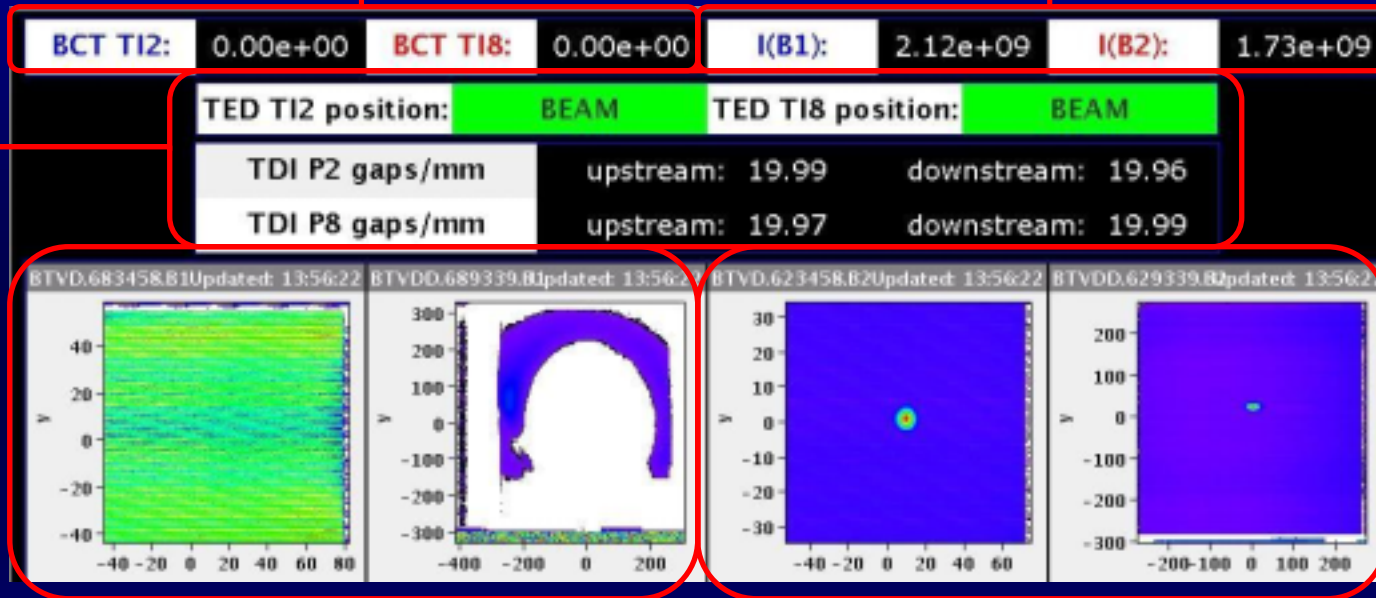 BCT TI2: 0.00e+00 BCT TI8: 0.00e+00 I(B1): 2.12e+09 I(B2): 1.73e+09
TED TI2 position: BEAM TED TI8 position: BEAM
TDI P2 gaps/mm upstream: 19.99 downstream: 19.96
TDI P8 gaps/mm upstream: 19.97 downstream: 19.99
BTVD.683458.B1Updated: 13:56:22 BTVDD.689339.B1Updated: 13:56:2 BTVD.623458.B2Updated: 13:56:22 BTVDD.629339.B2Updated: 13:56:22
40
20
0
-20
-40
y
-40 -20 0 20 40 60 80
300
200
100
0
-100
-200
-300
y
-400 -200 0 200
30
20
10
0
-10
-20
-30
y
-40 -20 0 20 40 60
200
100
0
-100
-200
-300
y
-200 -100 0 100 200